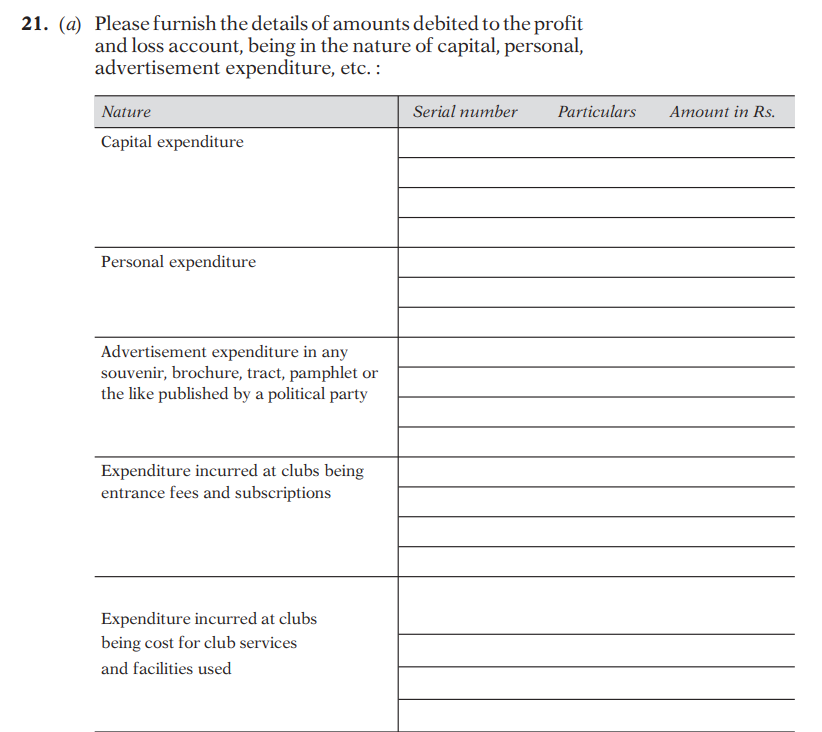 21. (a) Please furnish the details of amounts debited to the profit
and loss account, being in the nature of capital, personal,
advertisement expenditure, etc. :
Nature Serial number Particulars Amount in Rs.
Capital expenditure
Personal expenditure
Advertisement expenditure in any
souvenir, brochure, tract, pamphlet or
the like published by a political party
Expenditure incurred at clubs being
entrance fees and subscriptions
Expenditure incurred at clubs
being cost for club services
and facilities used